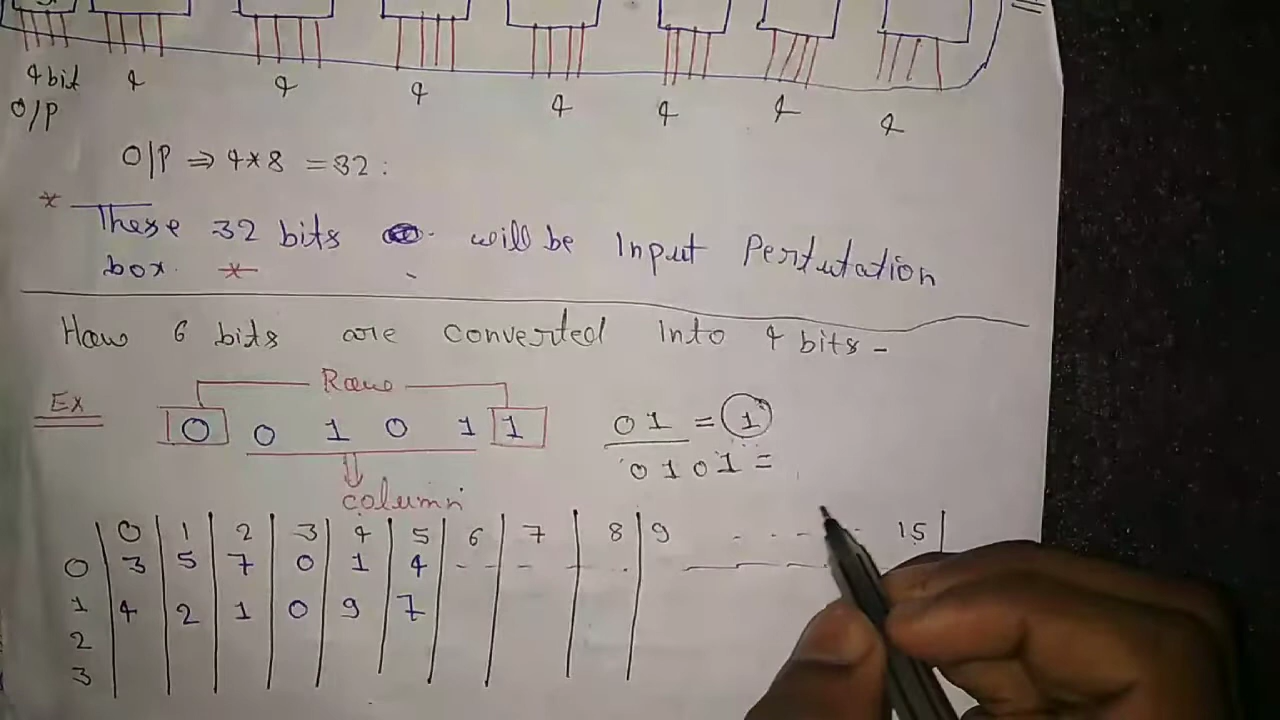 4 bit 4 4 4 4 4 4 4
O/P
O/P ⇒ 4*8 = 32 :
* These 32 bits will be Input Pertutation
box. *
How 6 bits are converted Into 4 bits -
Row
Ex 0 0 1 0 1 1 01 = 1
0101 =
column
0 1 2 3 4 5 6 7 8 9 . . . . 15
0 3 5 7 0 1 4 - - - - . .
1 4 2 1 0 9 7
2
3